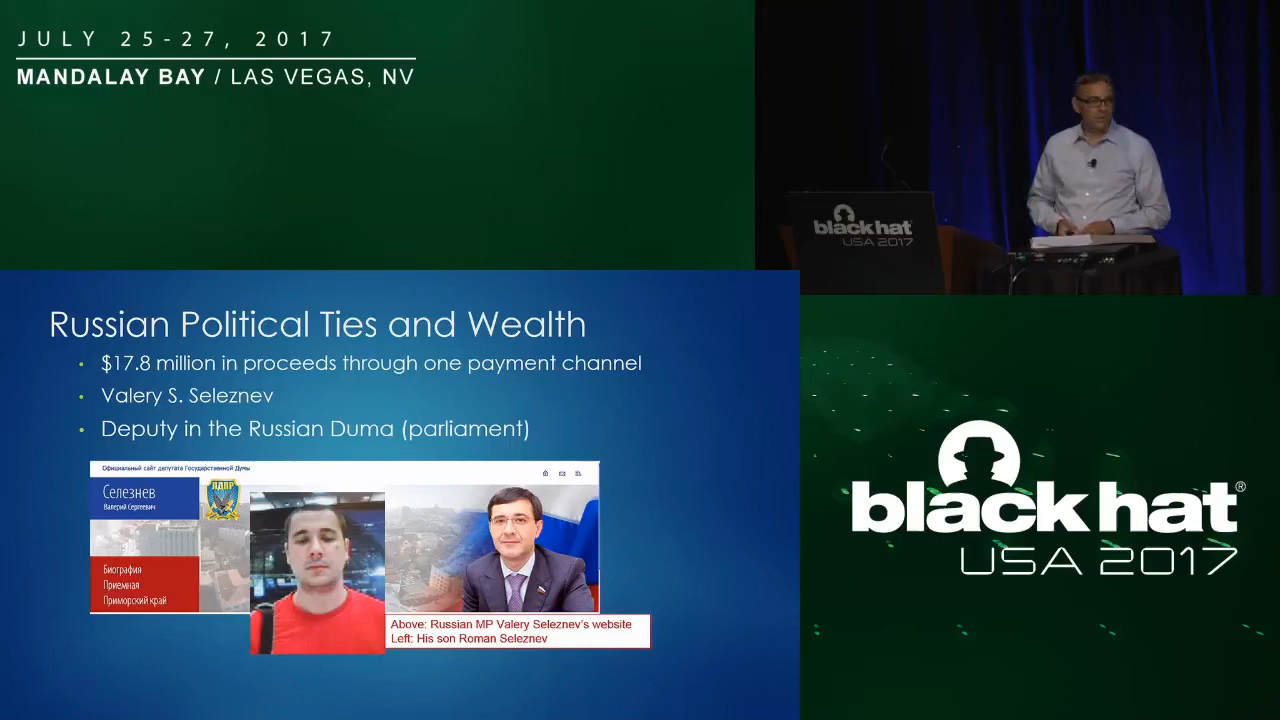 JULY 25-27, 2017
MANDALAY BAY / LAS VEGAS, NV
black hat
USA 2017
Russian Political Ties and Wealth
• $17.8 million in proceeds through one payment channel
• Valery S. Seleznev
• Deputy in the Russian Duma (parliament)
Официальный сайт депутата Государственной Думы
Селезнев
Валерий Сергеевич
ЛДПР
Биография
Приемная
Приморский край
Above: Russian MP Valery Seleznev's website
Left: His son Roman Seleznev
black hat®
USA 2017